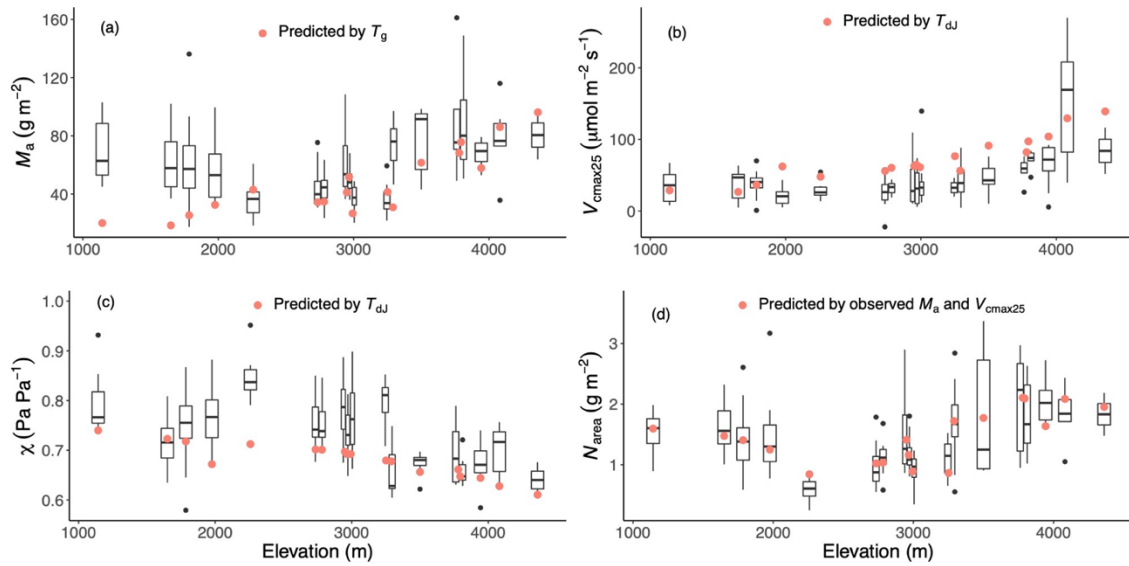 (a)
Predicted by Tg
Ma (g m−2)
160
120
80
40
1000 2000 3000 4000
(b)
Predicted by TdJ
Vcmax25 (μmol m−2 s−1)
200
100
0
1000 2000 3000 4000
(c)
Predicted by TdJ
χ (Pa Pa−1)
1.0
0.9
0.8
0.7
0.6
1000 2000 3000 4000
Elevation (m)
(d)
Predicted by observed Ma and Vcmax25
Narea (g m−2)
3
2
1
1000 2000 3000 4000
Elevation (m)